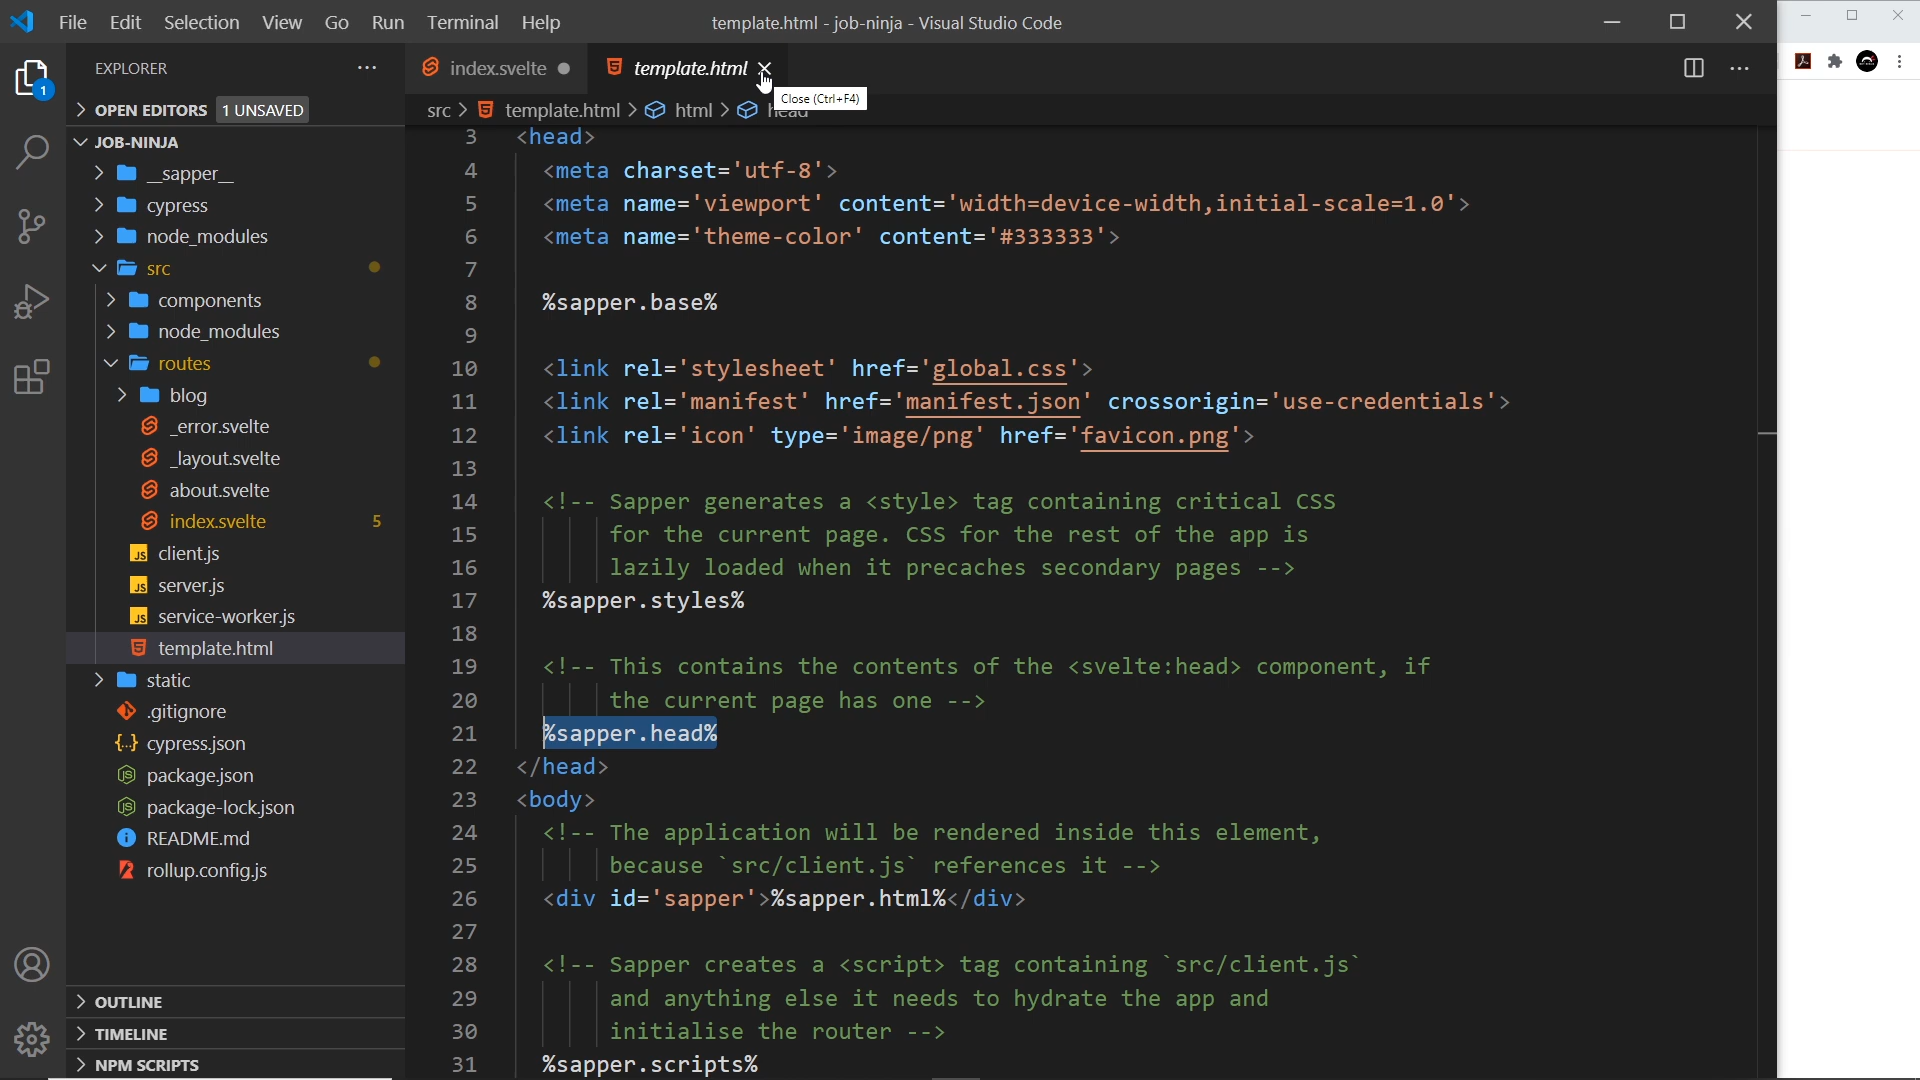 File Edit Selection View Go Run Terminal Help
template.html - job-ninja - Visual Studio Code
EXPLORER
index.svelte
template.html
Close (Ctrl+F4)
OPEN EDITORS 1 UNSAVED
src > template.html > html > head
JOB-NINJA
__sapper__
cypress
node_modules
src
components
node_modules
routes
blog
_error.svelte
_layout.svelte
about.svelte
index.svelte 5
client.js
server.js
service-worker.js
template.html
static
.gitignore
cypress.json
package.json
package-lock.json
README.md
rollup.config.js
OUTLINE
TIMELINE
NPM SCRIPTS
1
3 <head>
4 <meta charset='utf-8'>
5 <meta name='viewport' content='width=device-width,initial-scale=1.0'>
6 <meta name='theme-color' content='#333333'>
7
8 %sapper.base%
9
10 <link rel='stylesheet' href='global.css'>
11 <link rel='manifest' href='manifest.json' crossorigin='use-credentials'>
12 <link rel='icon' type='image/png' href='favicon.png'>
13
14 <!-- Sapper generates a <style> tag containing critical CSS
15 for the current page. CSS for the rest of the app is
16 lazily loaded when it precaches secondary pages -->
17 %sapper.styles%
18
19 <!-- This contains the contents of the <svelte:head> component, if
20 the current page has one -->
21 %sapper.head%
22 </head>
23 <body>
24 <!-- The application will be rendered inside this element,
25 because `src/client.js` references it -->
26 <div id='sapper'>%sapper.html%</div>
27
28 <!-- Sapper creates a <script> tag containing `src/client.js`
29 and anything else it needs to hydrate the app and
30 initialise the router -->
31 %sapper.scripts%